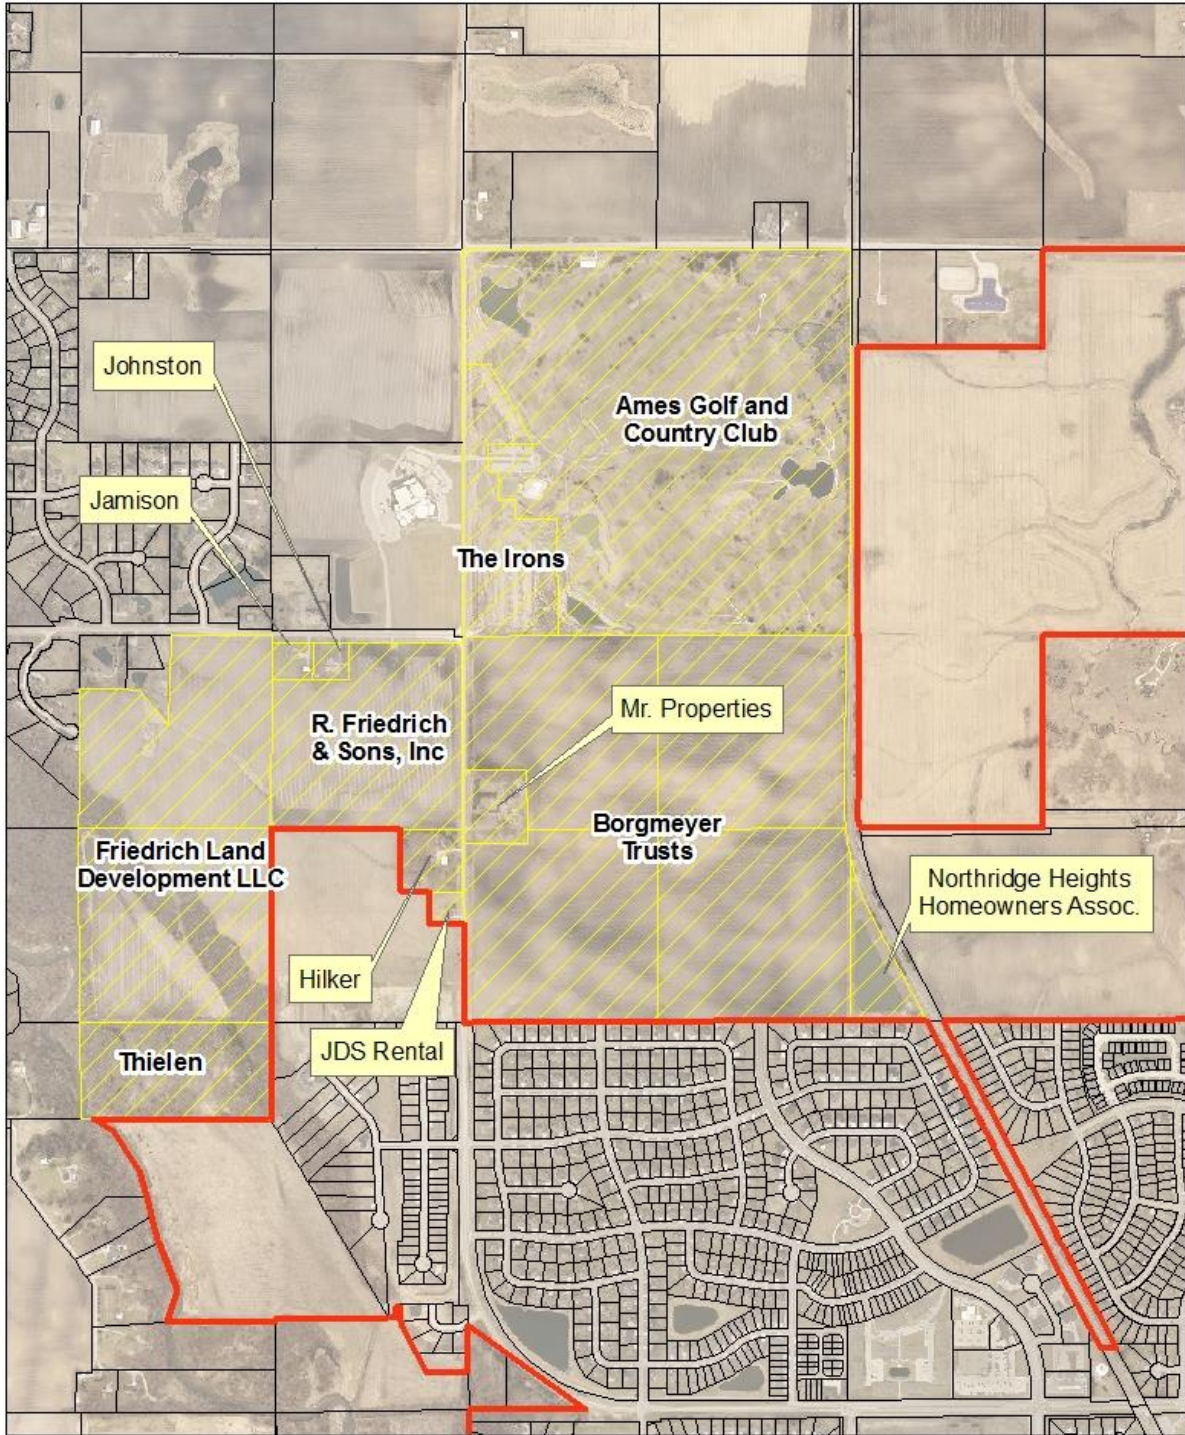 Johnston
Ames Golf and
Country Club
Jamison
The Irons
Mr. Properties
R. Friedrich
& Sons, Inc
Borgmeyer
Trusts
Friedrich Land
Development LLC
Northridge Heights
Homeowners Assoc.
Hilker
JDS Rental
Thielen